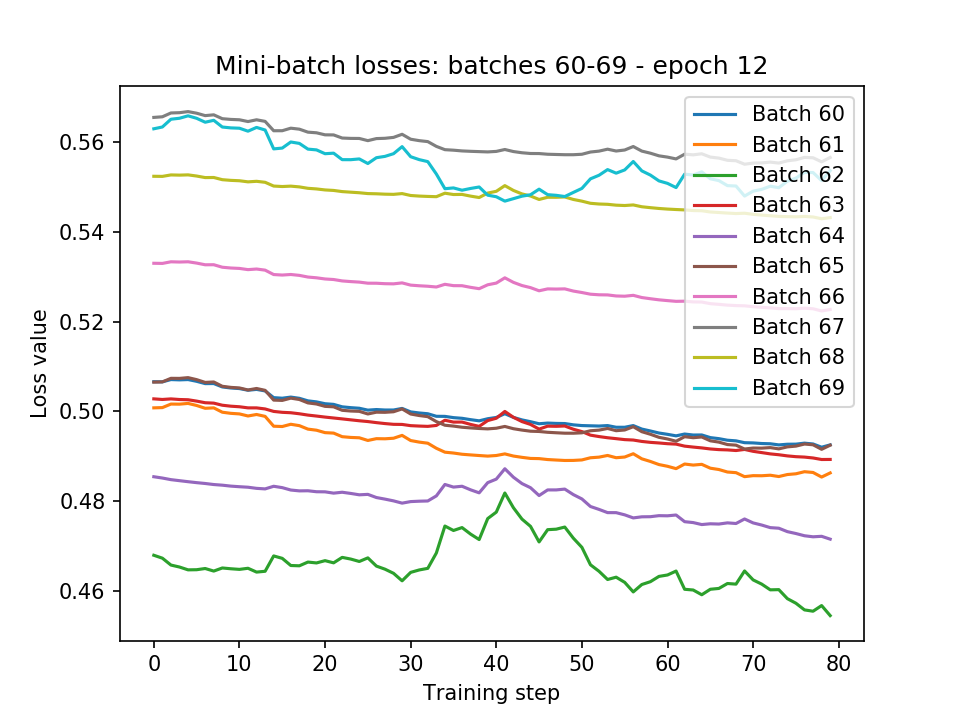 Mini-batch losses: batches 60-69 - epoch 12
Loss value
0.56
0.54
0.52
0.50
0.48
0.46
Batch 60
Batch 61
Batch 62
Batch 63
Batch 64
Batch 65
Batch 66
Batch 67
Batch 68
Batch 69
0 10 20 30 40 50 60 70 80
Training step